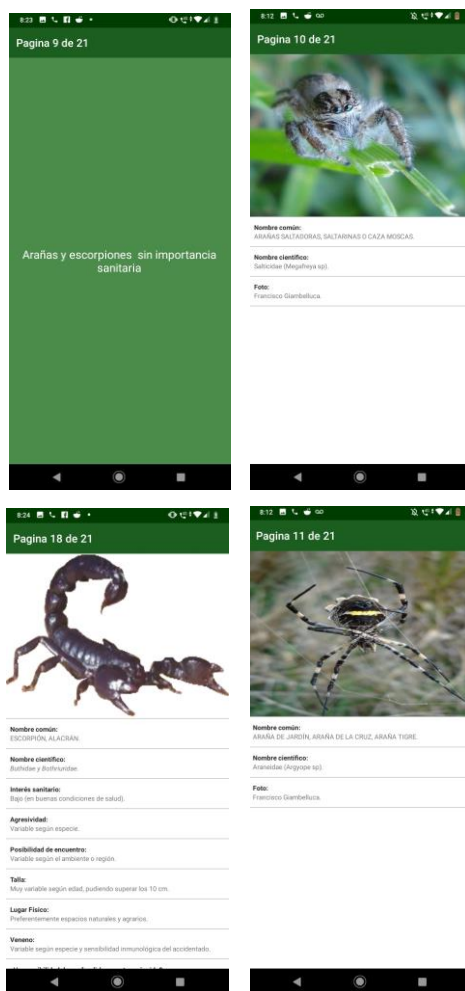 8:23
Pagina 9 de 21
Arañas y escorpiones sin importancia
sanitaria
8:12
Pagina 10 de 21
Nombre común:
ARAÑAS SALTADORAS, SALTARINAS O CAZA MOSCAS.
Nombre científico:
Salticidae (Megafreya sp).
Foto:
Francisco Giambelluca.
8:24
Pagina 18 de 21
Nombre común:
ESCORPIÓN, ALACRÁN.
Nombre científico:
Buthidae y Bothriuridae.
Interés sanitario:
Bajo (en buenas condiciones de salud).
Agresividad:
Variable según especie.
Posibilidad de encuentro:
Variable según el ambiente o región.
Talla:
Muy variable según edad, pudiendo superar los 10 cm.
Lugar Físico:
Preferentemente espacios naturales y agrarios.
Veneno:
Variable según especie y sensibilidad inmunológica del accidentado.
8:12
Pagina 11 de 21
Nombre común:
ARAÑA DE JARDÍN, ARAÑA DE LA CRUZ, ARAÑA TIGRE.
Nombre científico:
Araneidae (Argyope sp).
Foto:
Francisco Giambelluca.